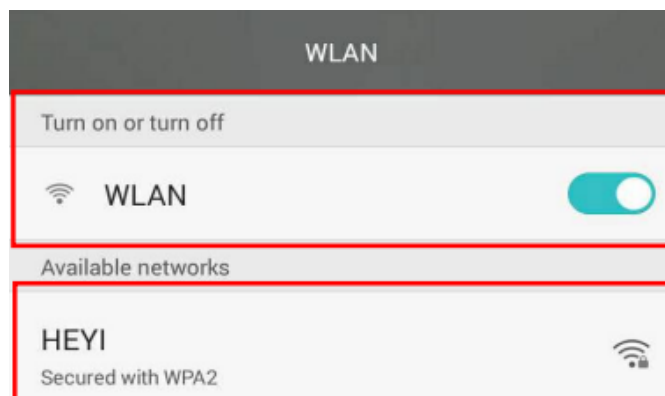 WLAN
Turn on or turn off
WLAN
Available networks
HEYI
Secured with WPA2